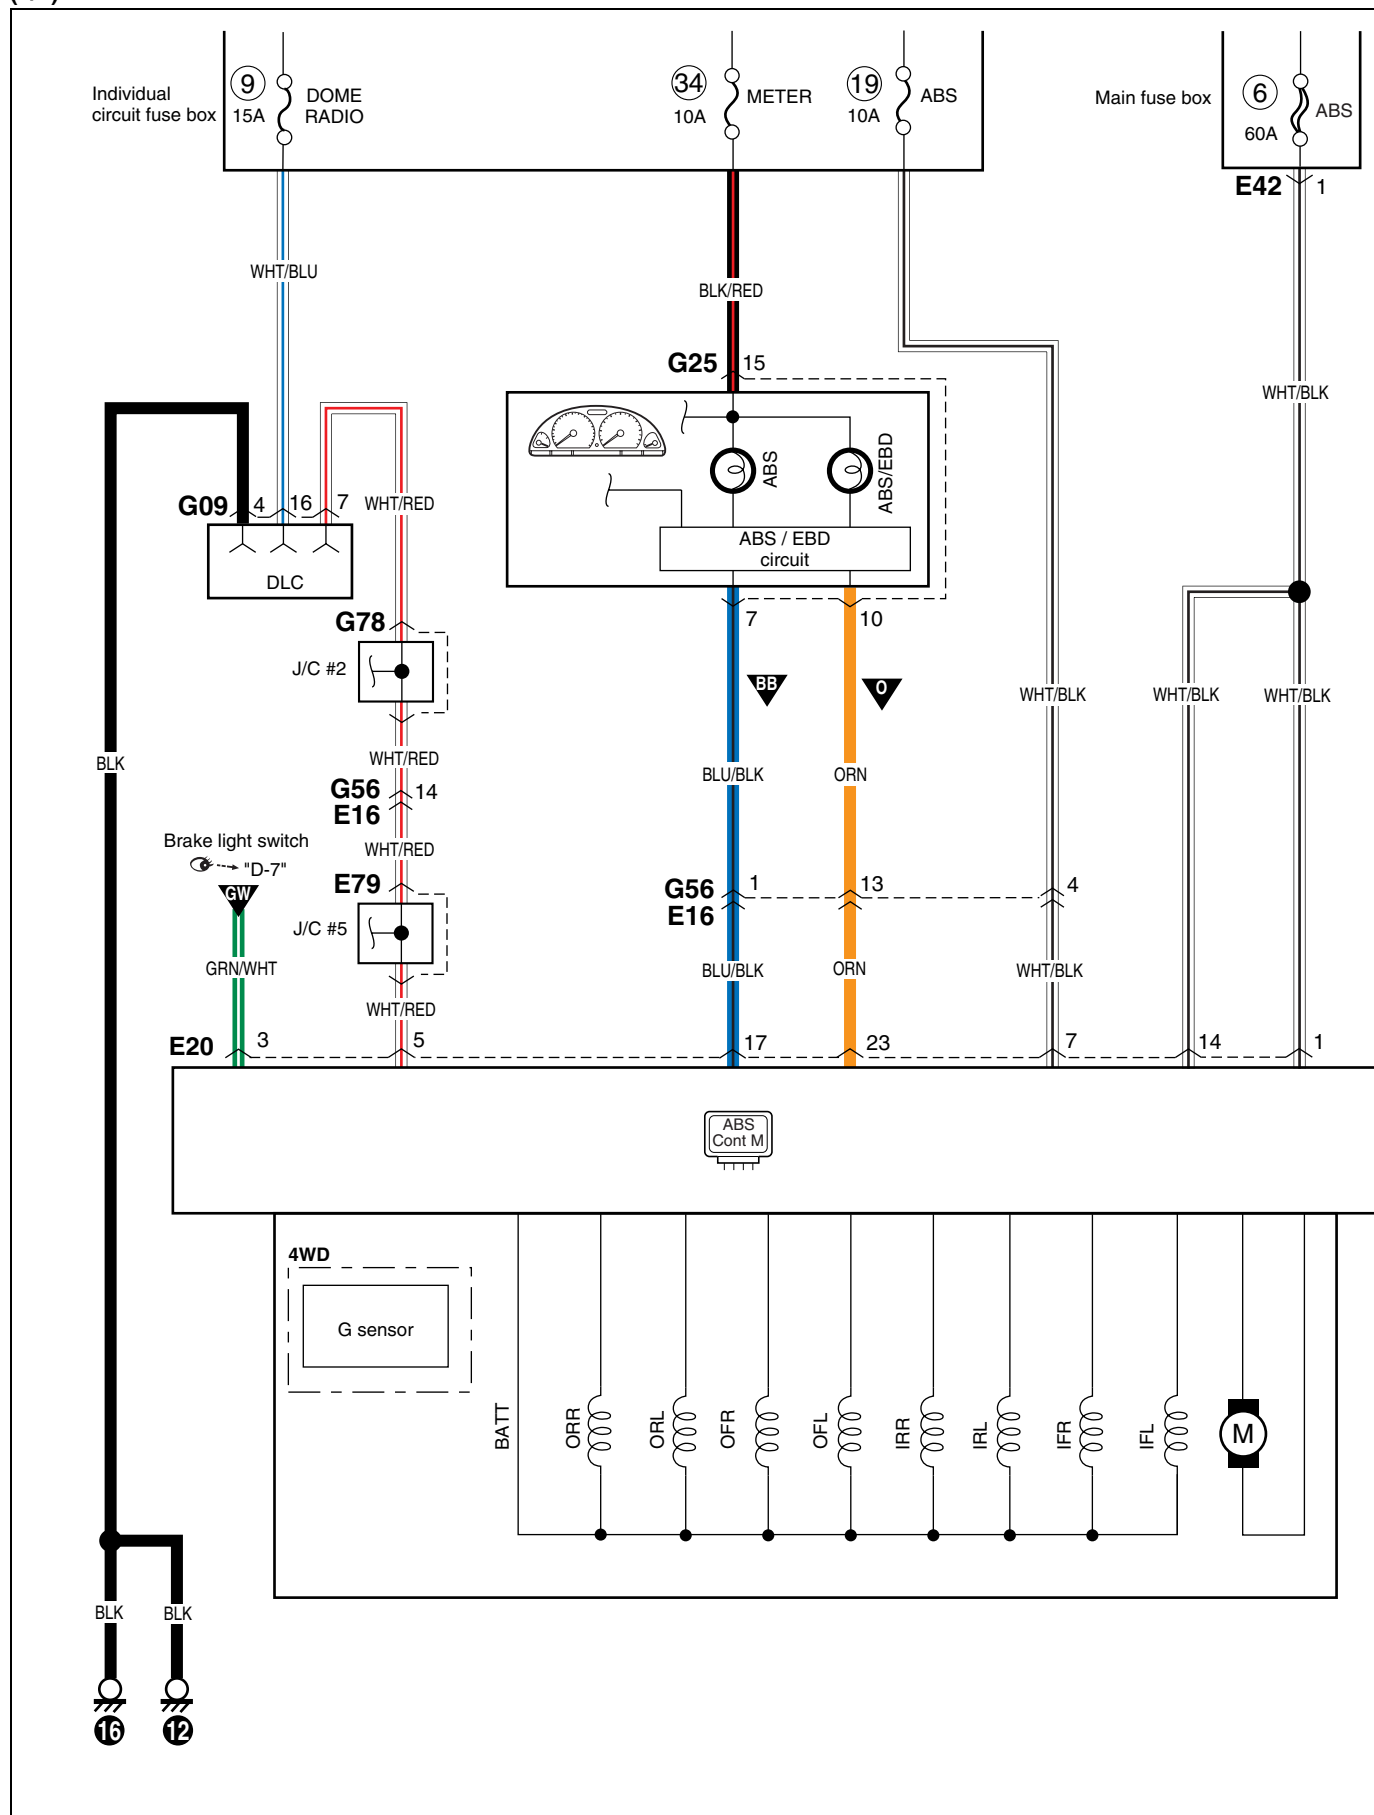 Individual
circuit fuse box
9
15A
DOME
RADIO
34
10A
METER
19
10A
ABS
Main fuse box
6
60A
ABS
E42
1
WHT/BLU
BLK/RED
WHT/BLK
G25
15
ABS
ABS/EBD
ABS / EBD
circuit
G09
4
16
7
WHT/RED
DLC
G78
J/C #2
7
10
BB
O
WHT/BLK
WHT/BLK
WHT/BLK
BLK
WHT/RED
BLU/BLK
ORN
G56
E16
14
Brake light switch
"D-7"
GW
WHT/RED
E79
J/C #5
G56
E16
1
13
4
GRN/WHT
WHT/RED
BLU/BLK
ORN
WHT/BLK
E20
3
5
17
23
7
14
1
ABS
Cont M
4WD
G sensor
BATT
ORR
ORL
OFR
OFL
IRR
IRL
IFR
IFL
M
BLK
BLK
16
12